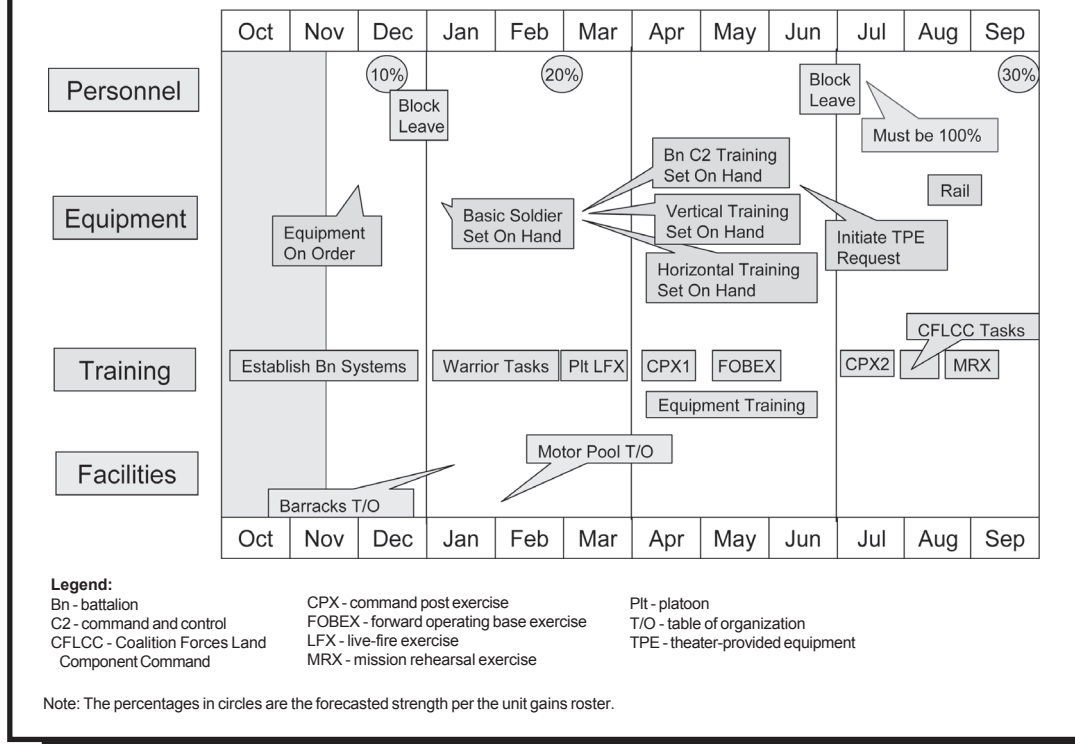 Oct Nov Dec Jan Feb Mar Apr May Jun Jul Aug Sep
Personnel
10%
20%
30%
Block
Leave
Block
Leave
Must be 100%
Equipment
Equipment
On Order
Basic Soldier
Set On Hand
Bn C2 Training
Set On Hand
Vertical Training
Set On Hand
Horizontal Training
Set On Hand
Initiate TPE
Request
Rail
Training
Establish Bn Systems
Warrior Tasks
Plt LFX
CPX1
FOBEX
Equipment Training
CPX2
CFLCC Tasks
MRX
Facilities
Barracks T/O
Motor Pool T/O
Oct Nov Dec Jan Feb Mar Apr May Jun Jul Aug Sep
Legend:
Bn - battalion
C2 - command and control
CFLCC - Coalition Forces Land
Component Command
CPX - command post exercise
FOBEX - forward operating base exercise
LFX - live-fire exercise
MRX - mission rehearsal exercise
Plt - platoon
T/O - table of organization
TPE - theater-provided equipment
Note: The percentages in circles are the forecasted strength per the unit gains roster.